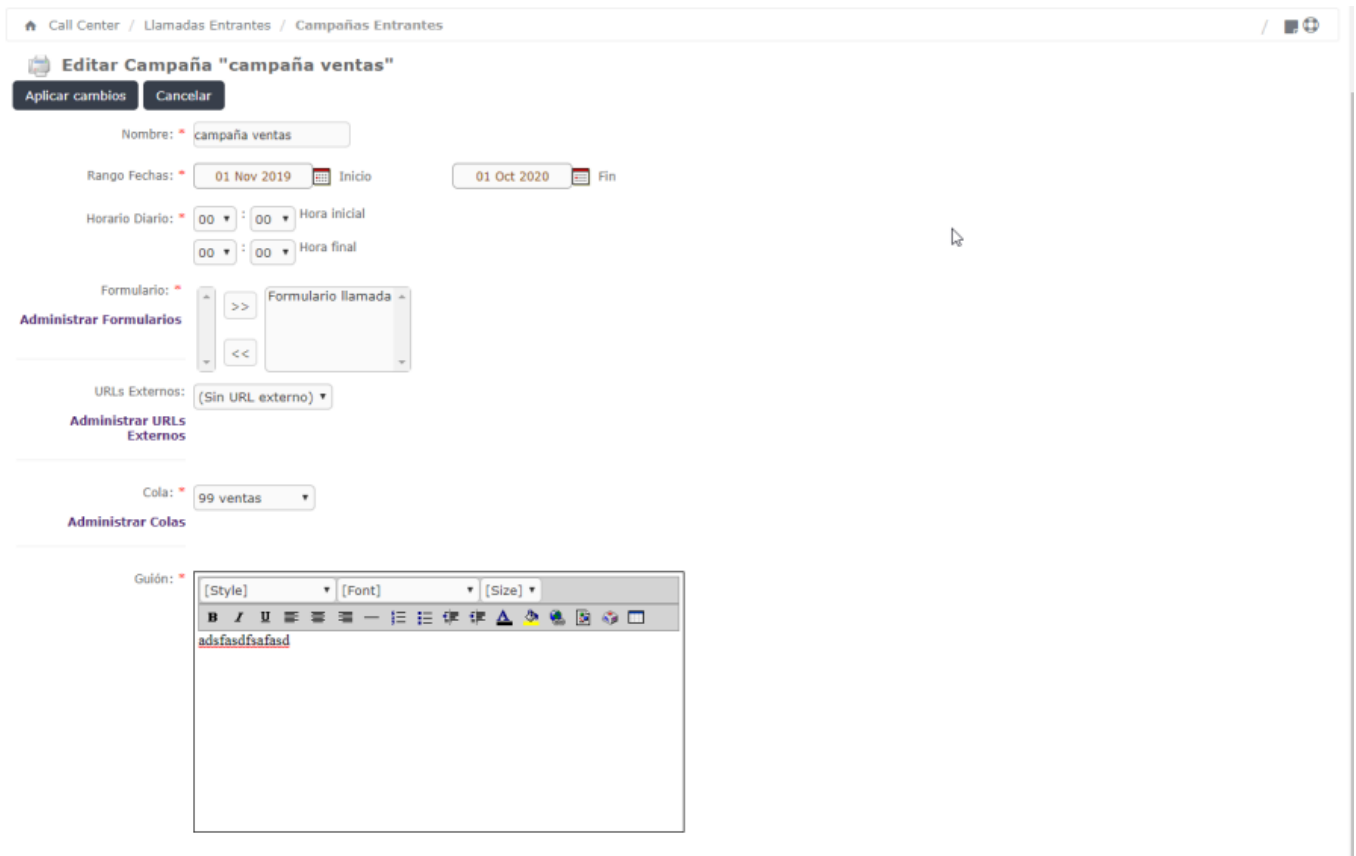 Call Center / Llamadas Entrantes / Campañas Entrantes /
Editar Campaña "campaña ventas"
Aplicar cambios Cancelar
Nombre: * campaña ventas
Rango Fechas: * 01 Nov 2019 Inicio 01 Oct 2020 Fin
Horario Diario: * 00 : 00 Hora inicial
00 : 00 Hora final
Formulario: * >> Formulario llamada
Administrar Formularios
<<
URLs Externos: (Sin URL externo)
Administrar URLs
Externos
Cola: * 99 ventas
Administrar Colas
Guión: *
[Style] [Font] [Size]
B I U A
adsfasdfsafasd